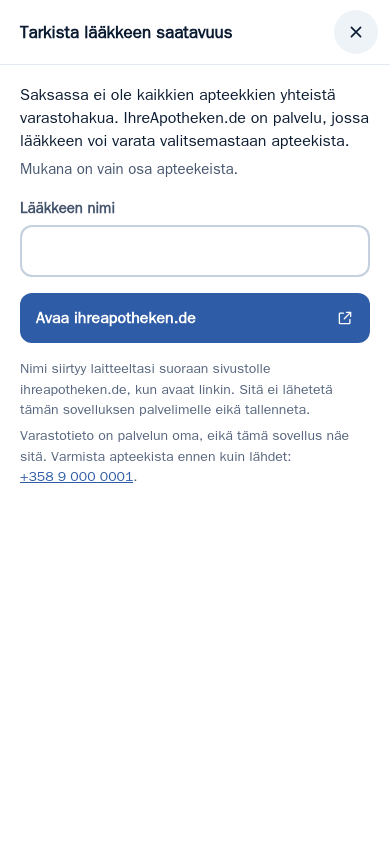 Tarkista lääkkeen saatavuus
Saksassa ei ole kaikkien apteekkien yhteistä
varastohakua. IhreApotheken.de on palvelu, jossa
lääkkeen voi varata valitsemastaan apteekista.
Mukana on vain osa apteekeista.
Lääkkeen nimi
Avaa ihreapotheken.de
Nimi siirtyy laitteeltasi suoraan sivustolle
ihreapotheken.de, kun avaat linkin. Sitä ei lähetetä
tämän sovelluksen palvelimelle eikä tallenneta.
Varastotieto on palvelun oma, eikä tämä sovellus näe
sitä. Varmista apteekista ennen kuin lähdet:
+358 9 000 0001.